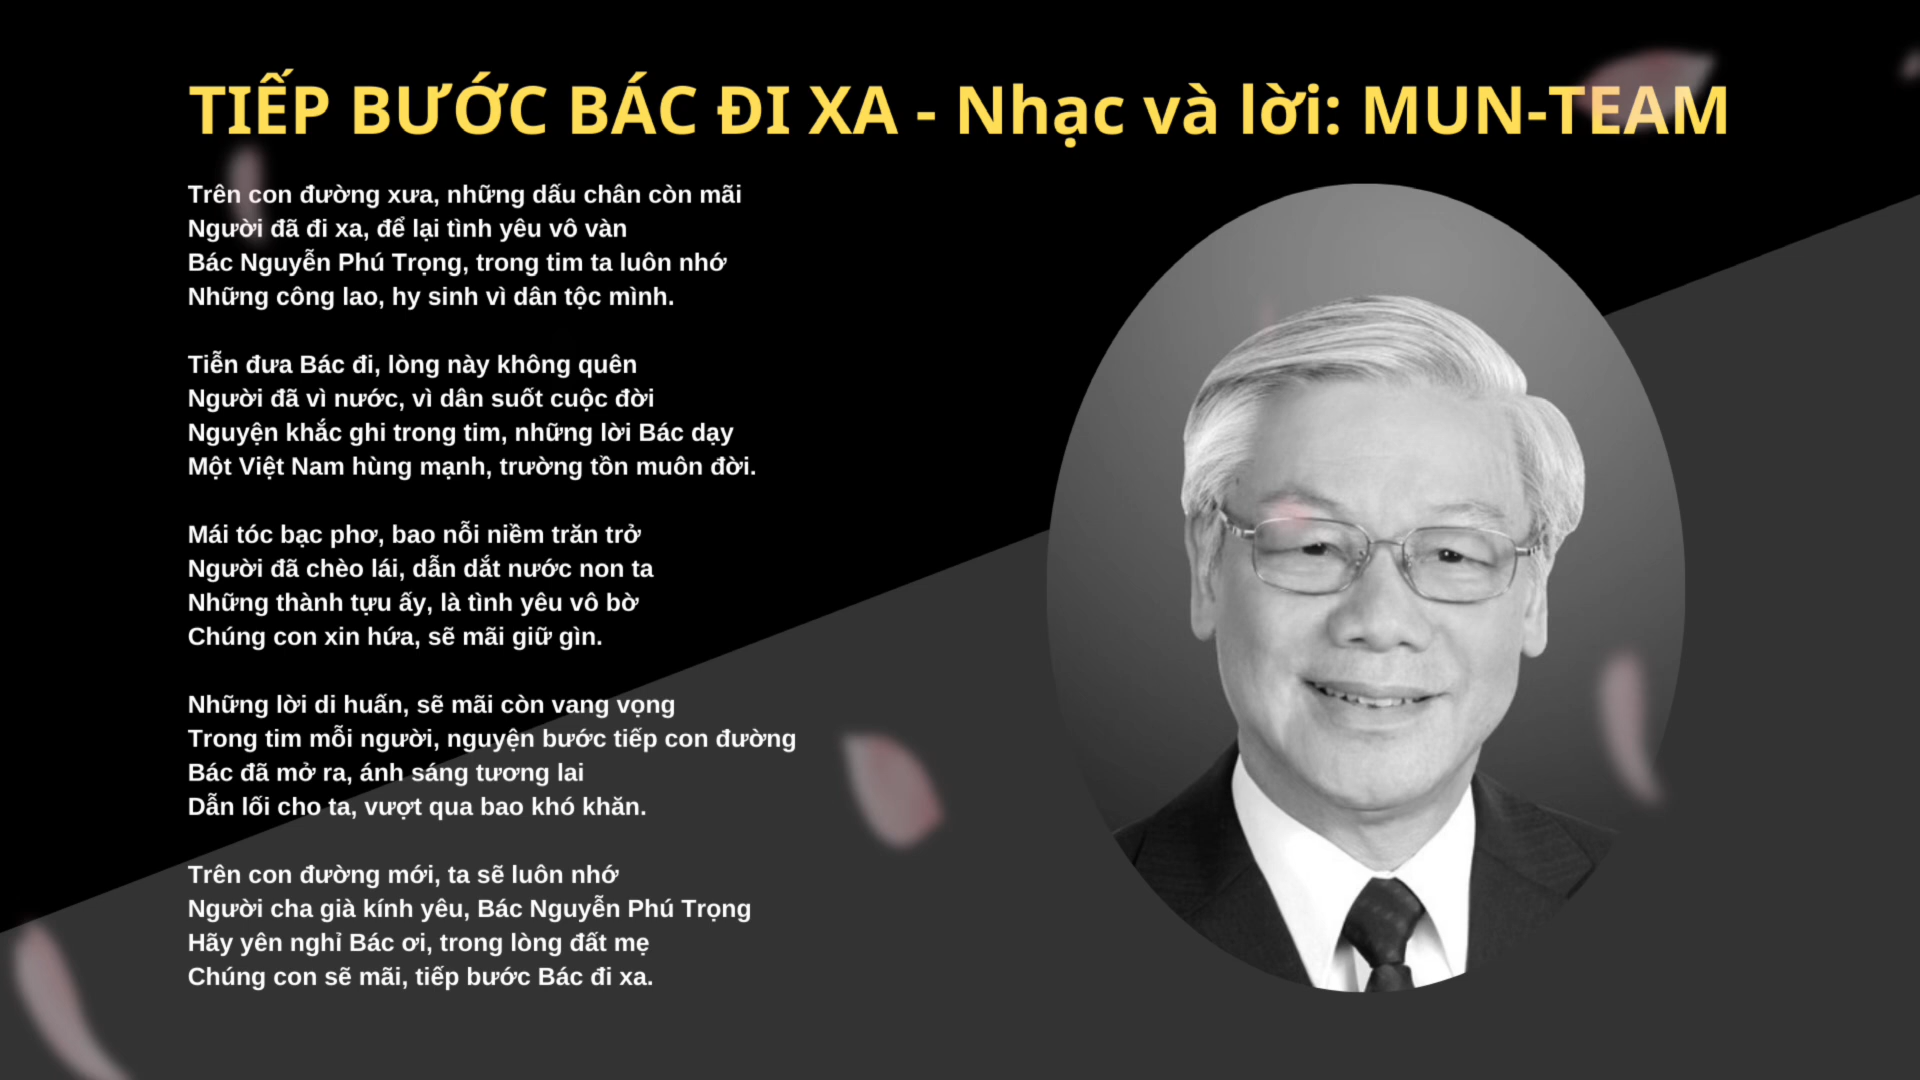 TIẾP BƯỚC BÁC ĐI XA - Nhạc và lời: MUN-TEAM
Trên con đường xưa, những dấu chân còn mãi
Người đã đi xa, để lại tình yêu vô vàn
Bác Nguyễn Phú Trọng, trong tim ta luôn nhớ
Những công lao, hy sinh vì dân tộc mình.
Tiễn đưa Bác đi, lòng này không quên
Người đã vì nước, vì dân suốt cuộc đời
Nguyện khắc ghi trong tim, những lời Bác dạy
Một Việt Nam hùng mạnh, trường tồn muôn đời.
Mái tóc bạc phơ, bao nỗi niềm trăn trở
Người đã chèo lái, dẫn dắt nước non ta
Những thành tựu ấy, là tình yêu vô bờ
Chúng con xin hứa, sẽ mãi giữ gìn.
Những lời di huấn, sẽ mãi còn vang vọng
Trong tim mỗi người, nguyện bước tiếp con đường
Bác đã mở ra, ánh sáng tương lai
Dẫn lối cho ta, vượt qua bao khó khăn.
Trên con đường mới, ta sẽ luôn nhớ
Người cha già kính yêu, Bác Nguyễn Phú Trọng
Hãy yên nghỉ Bác ơi, trong lòng đất mẹ
Chúng con sẽ mãi, tiếp bước Bác đi xa.